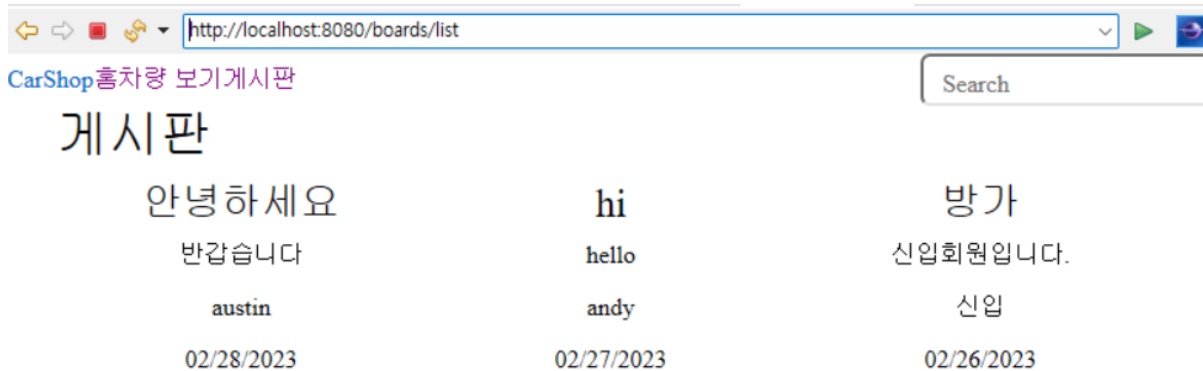 http://localhost:8080/boards/list
CarShop홈차량 보기게시판
Search
게시판
안녕하세요 hi 방가
반갑습니다 hello 신입회원입니다.
austin andy 신입
02/28/2023 02/27/2023 02/26/2023